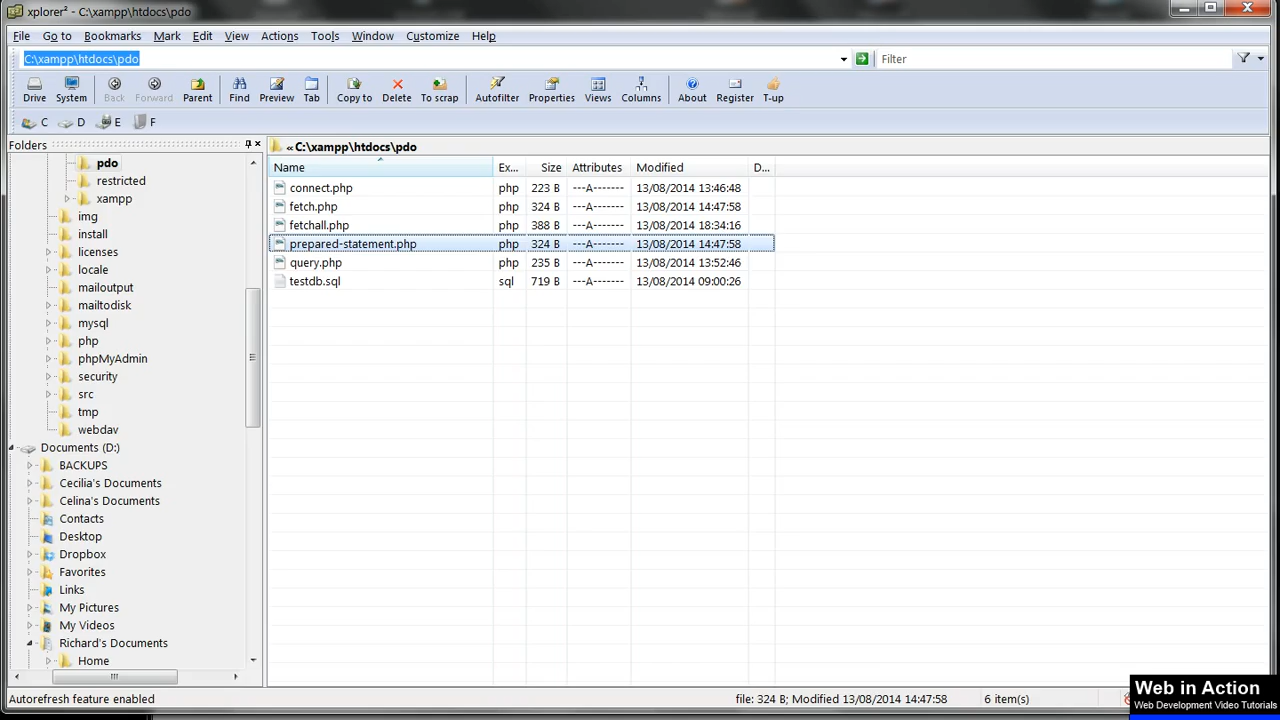 xplorer² - C:\xampp\htdocs\pdo
File Go to Bookmarks Mark Edit View Actions Tools Window Customize Help
C:\xampp\htdocs\pdo Filter
Drive System Back Forward Parent Find Preview Tab Copy to Delete To scrap Autofilter Properties Views Columns About Register T-up
C D E F
Folders
« C:\xampp\htdocs\pdo
Name Ex... Size Attributes Modified D...
connect.php php 223 B ---A------- 13/08/2014 13:46:48
fetch.php php 324 B ---A------- 13/08/2014 14:47:58
fetchall.php php 388 B ---A------- 13/08/2014 18:34:16
prepared-statement.php php 324 B ---A------- 13/08/2014 14:47:58
query.php php 235 B ---A------- 13/08/2014 13:52:46
testdb.sql sql 719 B ---A------- 13/08/2014 09:00:26
pdo
restricted
xampp
img
install
licenses
locale
mailoutput
mailtodisk
mysql
php
phpMyAdmin
security
src
tmp
webdav
Documents (D:)
BACKUPS
Cecilia's Documents
Celina's Documents
Contacts
Desktop
Dropbox
Favorites
Links
My Pictures
My Videos
Richard's Documents
Home
Autorefresh feature enabled
file: 324 B; Modified 13/08/2014 14:47:58
6 item(s)
Web in Action
Web Development Video Tutorials